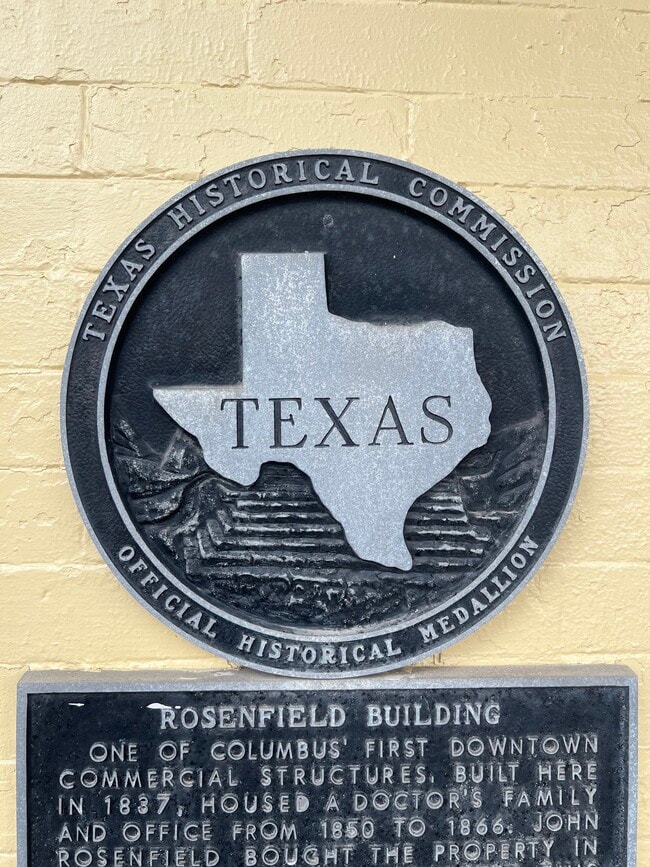 TEXAS HISTORICAL COMMISSION
TEXAS
OFFICIAL HISTORICAL MEDALLION
ROSENFIELD BUILDING
ONE OF COLUMBUS' FIRST DOWNTOWN
COMMERCIAL STRUCTURES. BUILT HERE
IN 1837, HOUSED A DOCTOR'S FAMILY
AND OFFICE FROM 1850 TO 1866. JOHN
ROSENFIELD BOUGHT THE PROPERTY IN